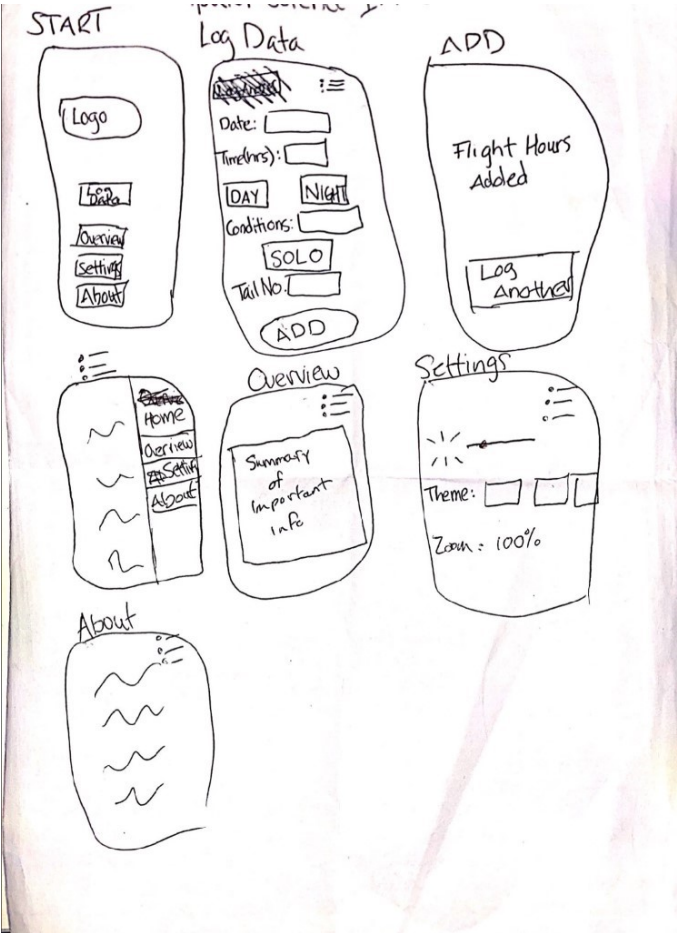 START
Log Data
ADD
Logo
Log
Data
Overview
Settings
About
Date:
Time(hrs):
DAY
NIGHT
Conditions:
SOLO
Tail No:
ADD
Flight Hours
Added
Log
Another
Home
Overview
Settings
About
Overview
Summary
of
important
info
Settings
Theme:
Zoom: 100%
About